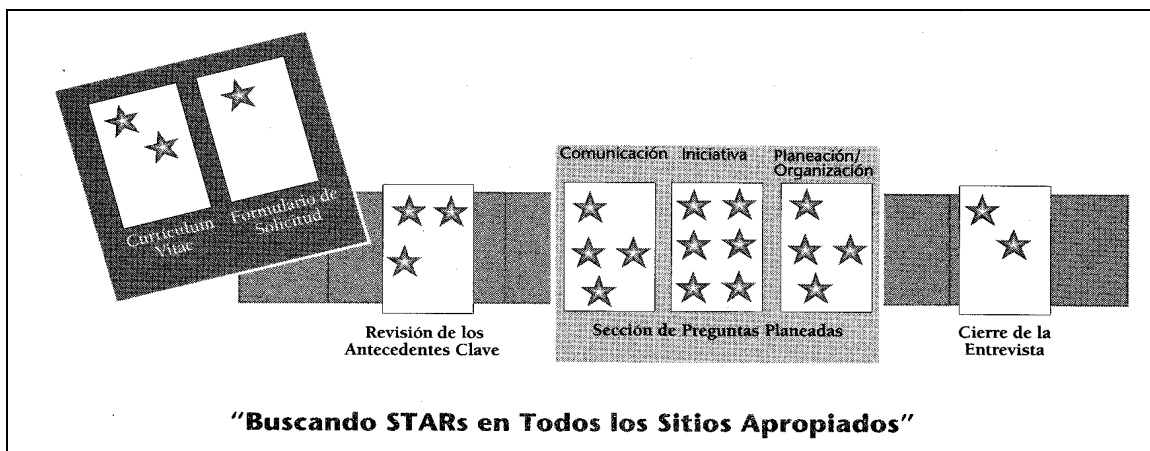 Curriculum
Vitae
Formulario de
Solicitud
Comunicación
Iniciativa
Planeación/
Organización
Revisión de los
Antecedentes Clave
Sección de Preguntas Planeadas
Cierre de la
Entrevista
"Buscando STARs en Todos los Sitios Apropiados"